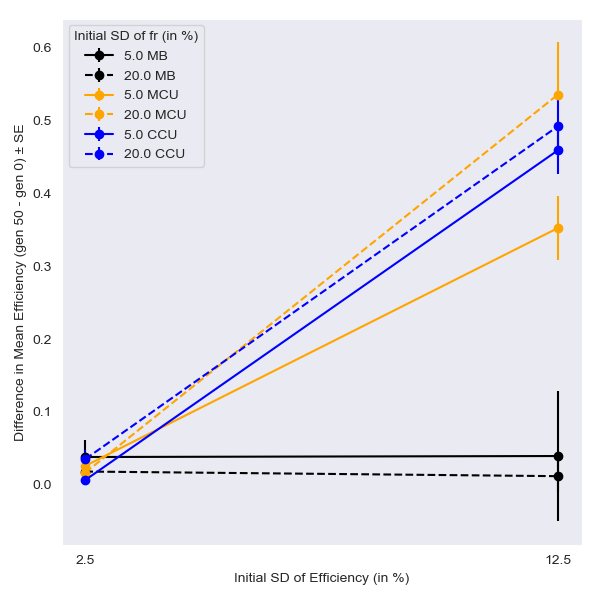 Initial SD of fr (in %)
5.0 MB
20.0 MB
5.0 MCU
20.0 MCU
5.0 CCU
20.0 CCU
Difference in Mean Efficiency (gen 50 - gen 0) ± SE
0.6
0.5
0.4
0.3
0.2
0.1
0.0
2.5
12.5
Initial SD of Efficiency (in %)